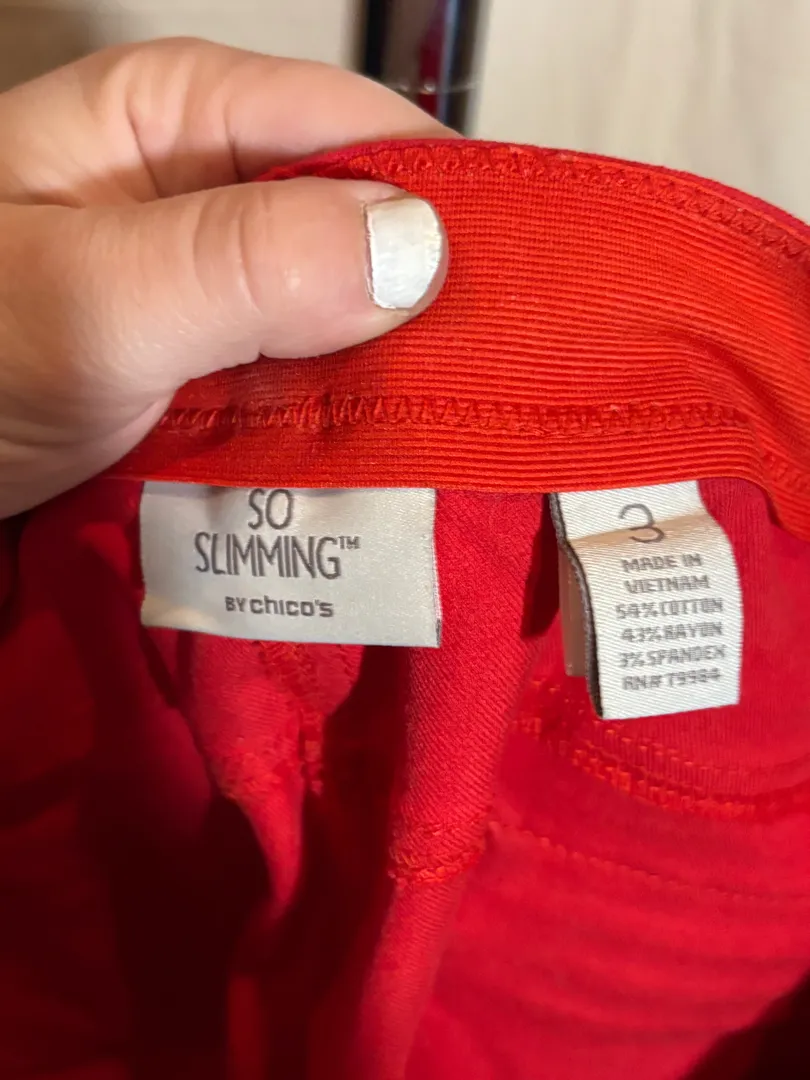 SO
SLIMMING™
BY chico's
3
MADE IN
VIETNAM
54% COTTON
43% RAYON
3% SPANDEX
RN# 79984